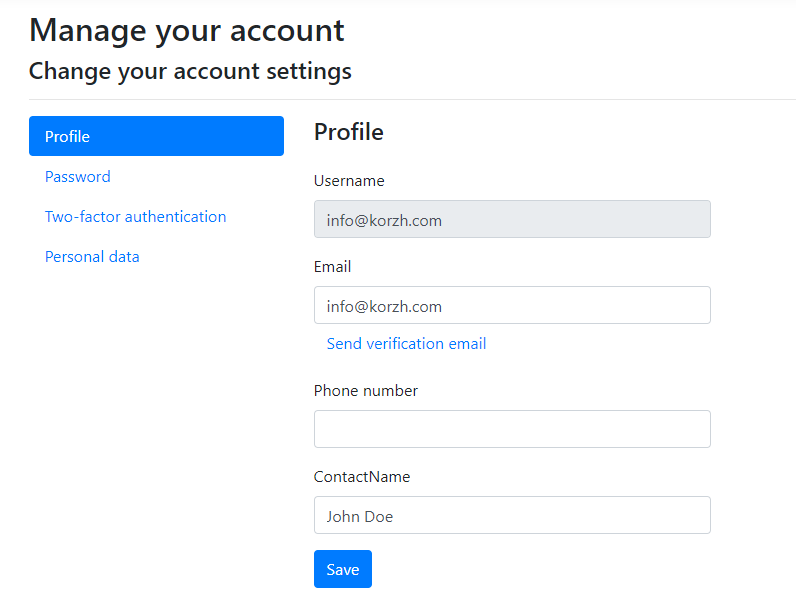 Manage your account
Change your account settings
Profile
Password
Two-factor authentication
Personal data
Profile
Username
info@korzh.com
Email
info@korzh.com
Send verification email
Phone number
ContactName
John Doe
Save